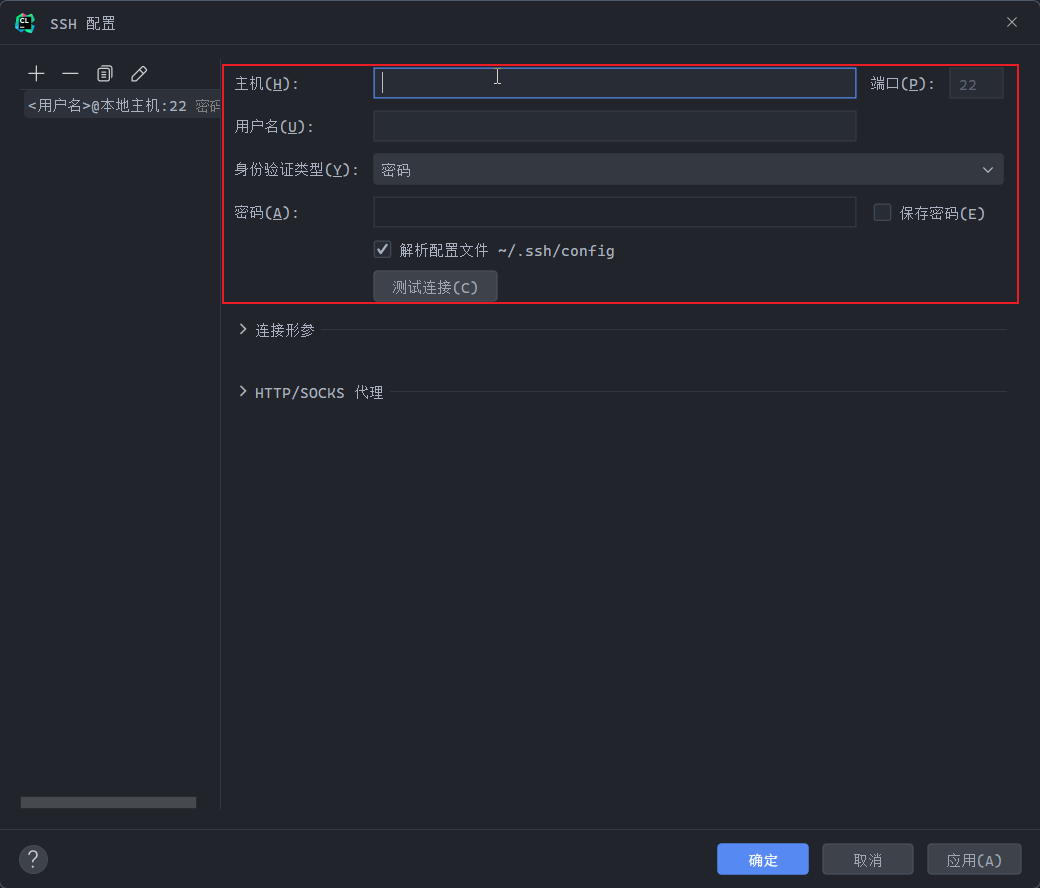 SSH 配置
<用户名>@本地主机:22 密码
主机(H): 端口(P): 22
用户名(U):
身份验证类型(Y): 密码
密码(A): 保存密码(E)
解析配置文件 ~/.ssh/config
测试连接(C)
连接形参
HTTP/SOCKS 代理
? 确定 取消 应用(A)